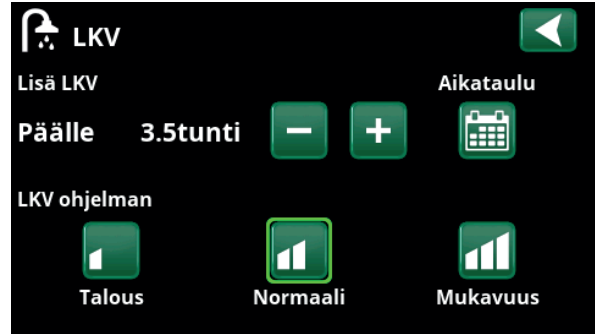 LKV
Lisä LKV
Aikataulu
Päälle 3.5tunti
LKV ohjelman
Talous
Normaali
Mukavuus